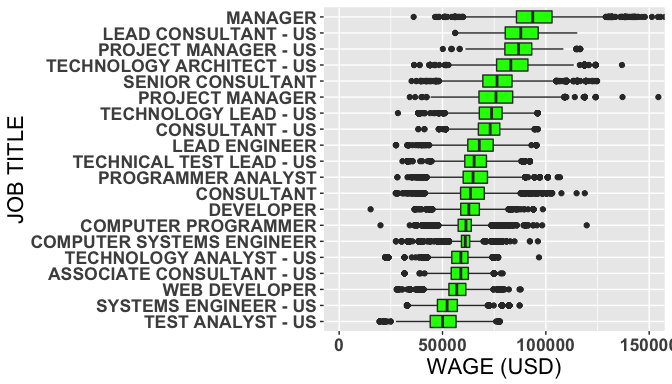 MANAGER
LEAD CONSULTANT - US
PROJECT MANAGER - US
TECHNOLOGY ARCHITECT - US
SENIOR CONSULTANT
PROJECT MANAGER
TECHNOLOGY LEAD - US
CONSULTANT - US
LEAD ENGINEER
TECHNICAL TEST LEAD - US
PROGRAMMER ANALYST
CONSULTANT
DEVELOPER
COMPUTER PROGRAMMER
COMPUTER SYSTEMS ENGINEER
TECHNOLOGY ANALYST - US
ASSOCIATE CONSULTANT - US
WEB DEVELOPER
SYSTEMS ENGINEER - US
TEST ANALYST - US
JOB TITLE
0 50000 100000 150000
WAGE (USD)